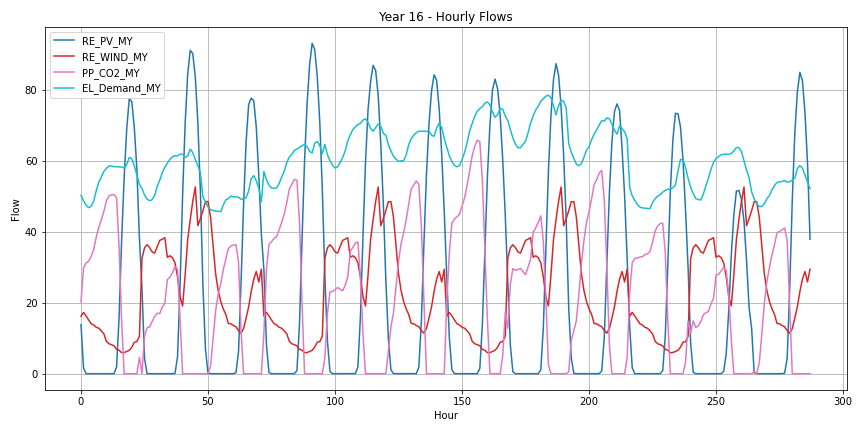 Year 16 - Hourly Flows
RE_PV_MY
RE_WIND_MY
PP_CO2_MY
EL_Demand_MY
Flow
80
60
40
20
0
0 50 100 150 200 250 300
Hour